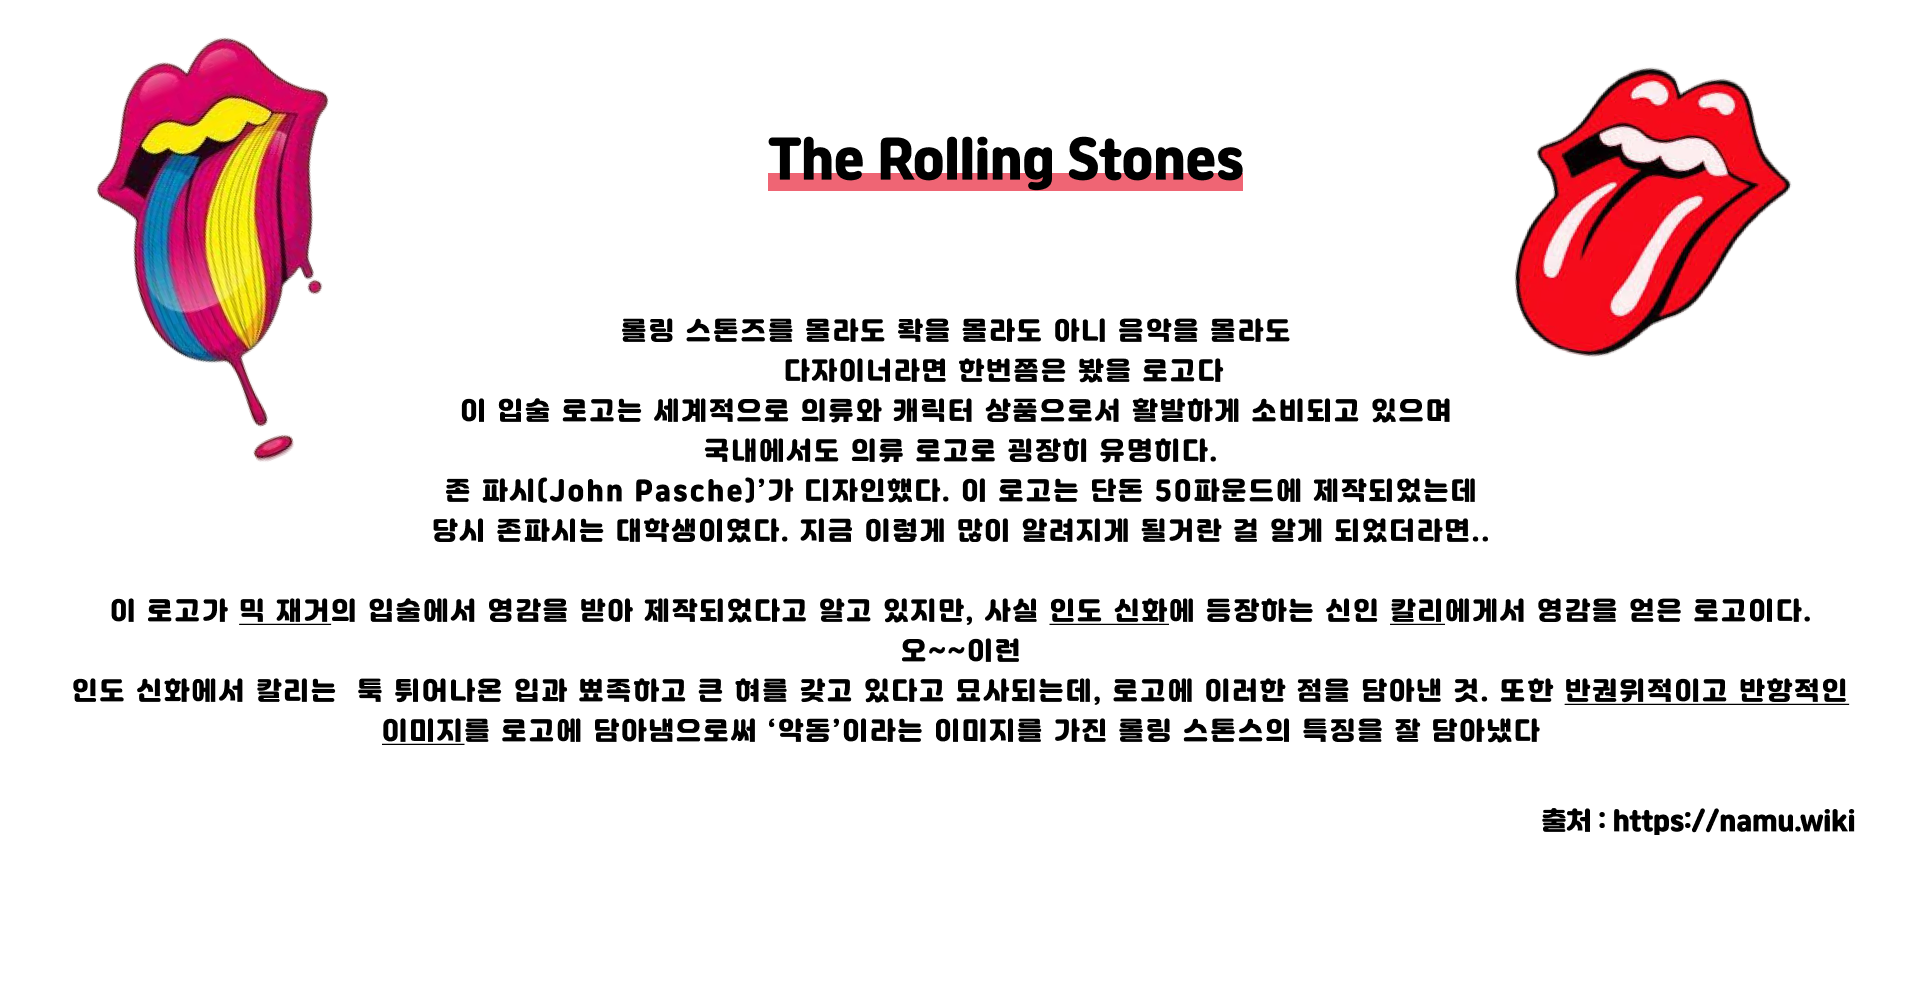 The Rolling Stones
롤링 스톤즈를 몰라도 롹을 몰라도 아니 음악을 몰라도
다자이너라면 한번쯤은 봤을 로고다
이 입술 로고는 세계적으로 의류와 캐릭터 상품으로서 활발하게 소비되고 있으며
국내에서도 의류 로고로 굉장히 유명히다.
존 파시(John Pasche)’가 디자인했다. 이 로고는 단돈 50파운드에 제작되었는데
당시 존파시는 대학생이였다. 지금 이렇게 많이 알려지게 될거란 걸 알게 되었더라면..
이 로고가 믹 재거의 입술에서 영감을 받아 제작되었다고 알고 있지만, 사실 인도 신화에 등장하는 신인 칼리에게서 영감을 얻은 로고이다.
오~~이런
인도 신화에서 칼리는 툭 튀어나온 입과 뾰족하고 큰 혀를 갖고 있다고 묘사되는데, 로고에 이러한 점을 담아낸 것. 또한 반권위적이고 반항적인
이미지를 로고에 담아냄으로써 ‘악동’이라는 이미지를 가진 롤링 스톤스의 특징을 잘 담아냈다
출처 : https://namu.wiki